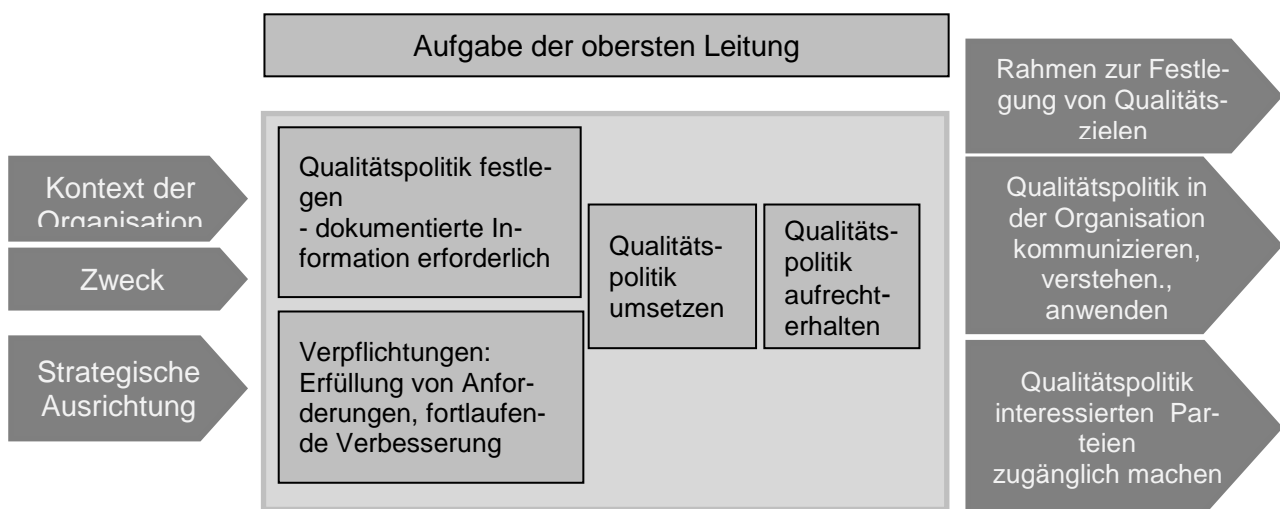 Aufgabe der obersten Leitung
Kontext der
Organisation
Zweck
Strategische
Ausrichtung
Qualitätspolitik festle-
gen
- dokumentierte In-
formation erforderlich
Verpflichtungen:
Erfüllung von Anfor-
derungen, fortlaufen-
de Verbesserung
Qualitäts-
politik
umsetzen
Qualitäts-
politik
aufrecht-
erhalten
Rahmen zur Festle-
gung von Qualitäts-
zielen
Qualitätspolitik in
der Organisation
kommunizieren,
verstehen.,
anwenden
Qualitätspolitik
interessierten Par-
teien
zugänglich machen